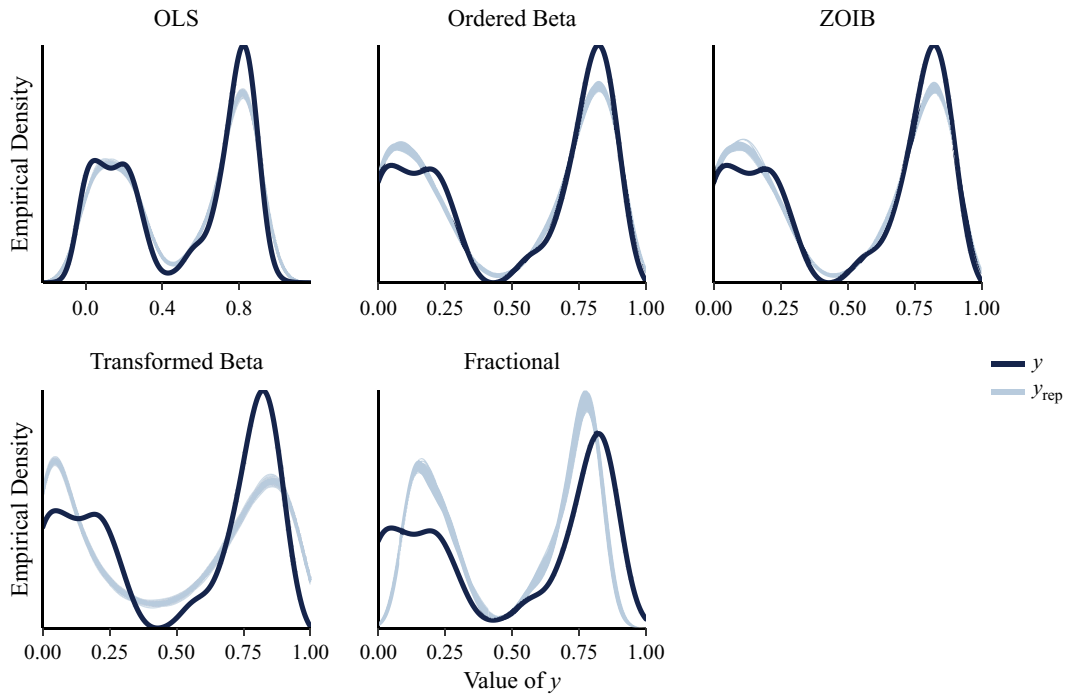 OLS
Ordered Beta
ZOIB
Empirical Density
0.0 0.4 0.8
0.00 0.25 0.50 0.75 1.00
0.00 0.25 0.50 0.75 1.00
Transformed Beta
Fractional
y
y_rep
Empirical Density
0.00 0.25 0.50 0.75 1.00
0.00 0.25 0.50 0.75 1.00
Value of y